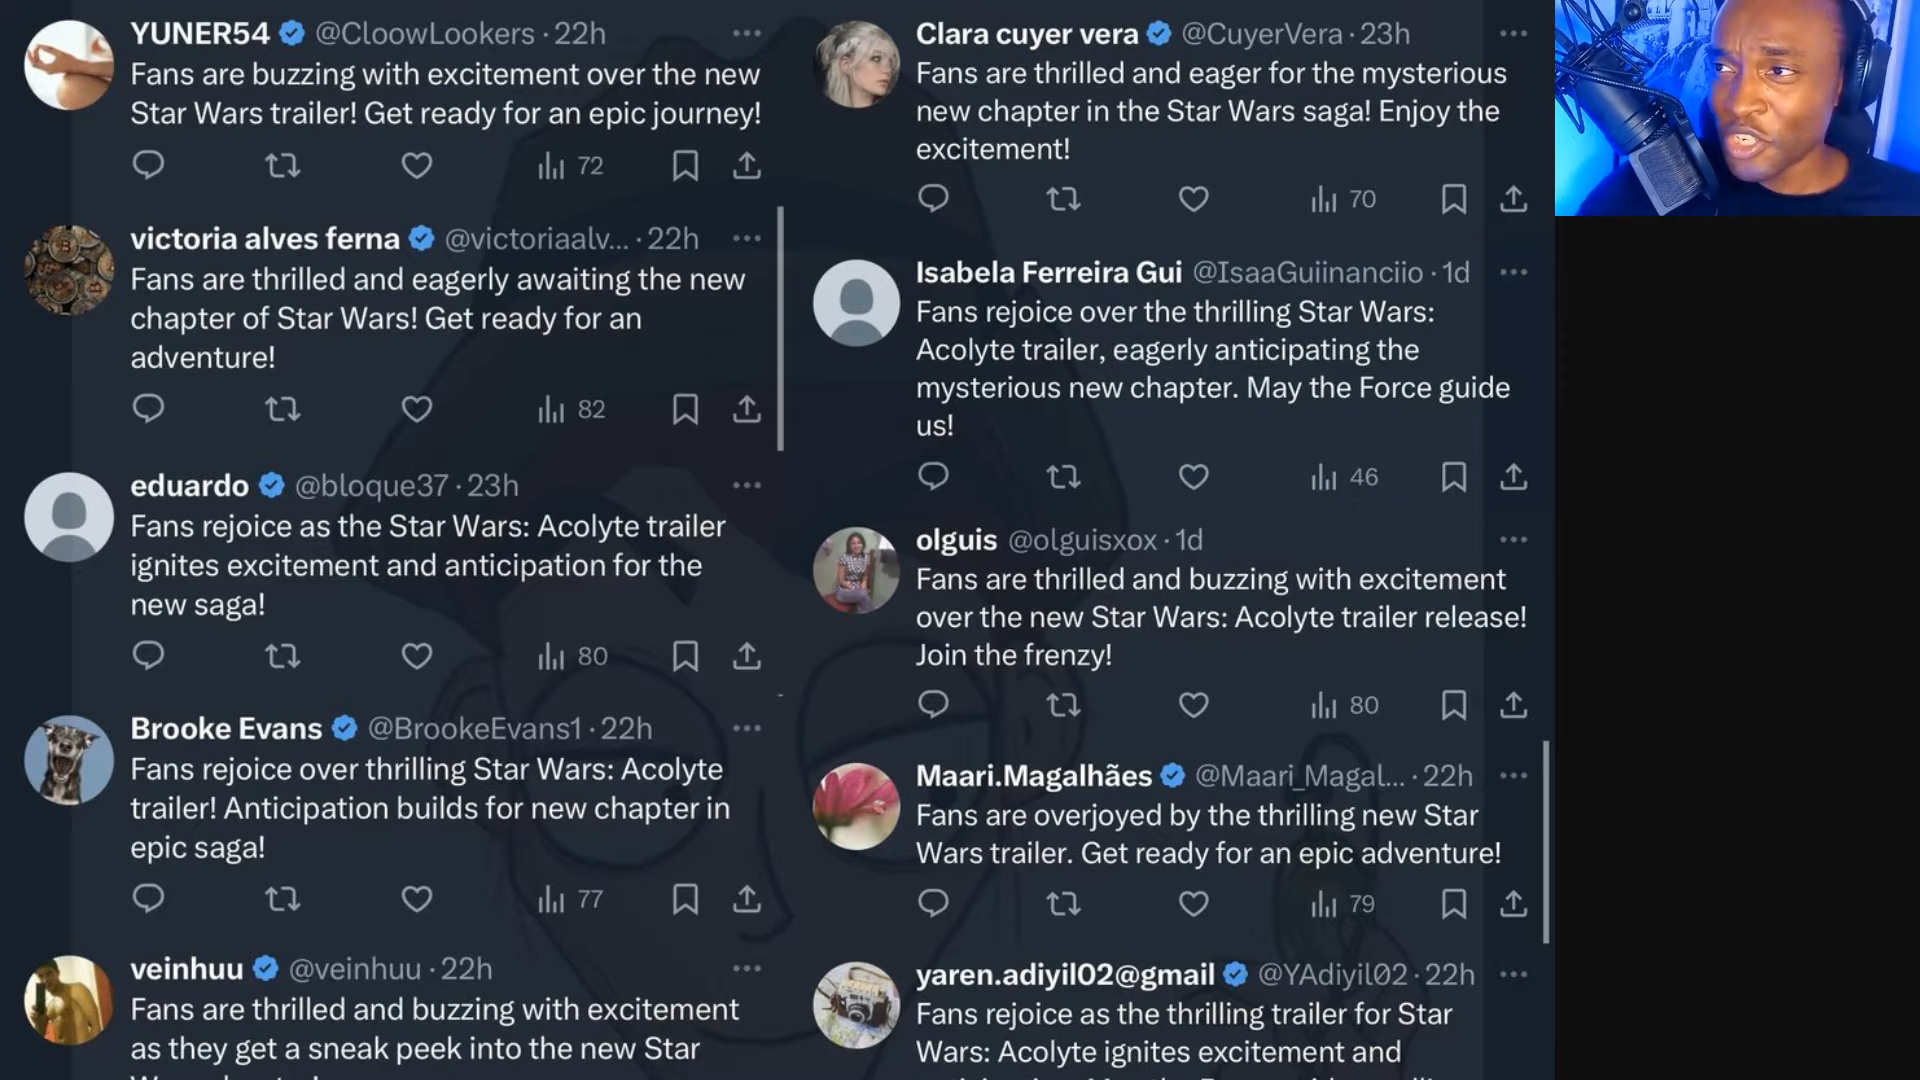 YUNER54 @CloowLookers · 22h
Fans are buzzing with excitement over the new
Star Wars trailer! Get ready for an epic journey!
72
victoria alves ferna @victoriaalv... · 22h
Fans are thrilled and eagerly awaiting the new
chapter of Star Wars! Get ready for an
adventure!
82
eduardo @bloque37 · 23h
Fans rejoice as the Star Wars: Acolyte trailer
ignites excitement and anticipation for the
new saga!
80
Brooke Evans @BrookeEvans1 · 22h
Fans rejoice over thrilling Star Wars: Acolyte
trailer! Anticipation builds for new chapter in
epic saga!
77
veinhuu @veinhuu · 22h
Fans are thrilled and buzzing with excitement
as they get a sneak peek into the new Star
Clara cuyer vera @CuyerVera · 23h
Fans are thrilled and eager for the mysterious
new chapter in the Star Wars saga! Enjoy the
excitement!
70
Isabela Ferreira Gui @IsaaGuiinanciio · 1d
Fans rejoice over the thrilling Star Wars:
Acolyte trailer, eagerly anticipating the
mysterious new chapter. May the Force guide
us!
46
olguis @olguisxox · 1d
Fans are thrilled and buzzing with excitement
over the new Star Wars: Acolyte trailer release!
Join the frenzy!
80
Maari.Magalhães @Maari_Magal... · 22h
Fans are overjoyed by the thrilling new Star
Wars trailer. Get ready for an epic adventure!
79
yaren.adiyil02@gmail @YAdiyil02 · 22h
Fans rejoice as the thrilling trailer for Star
Wars: Acolyte ignites excitement and